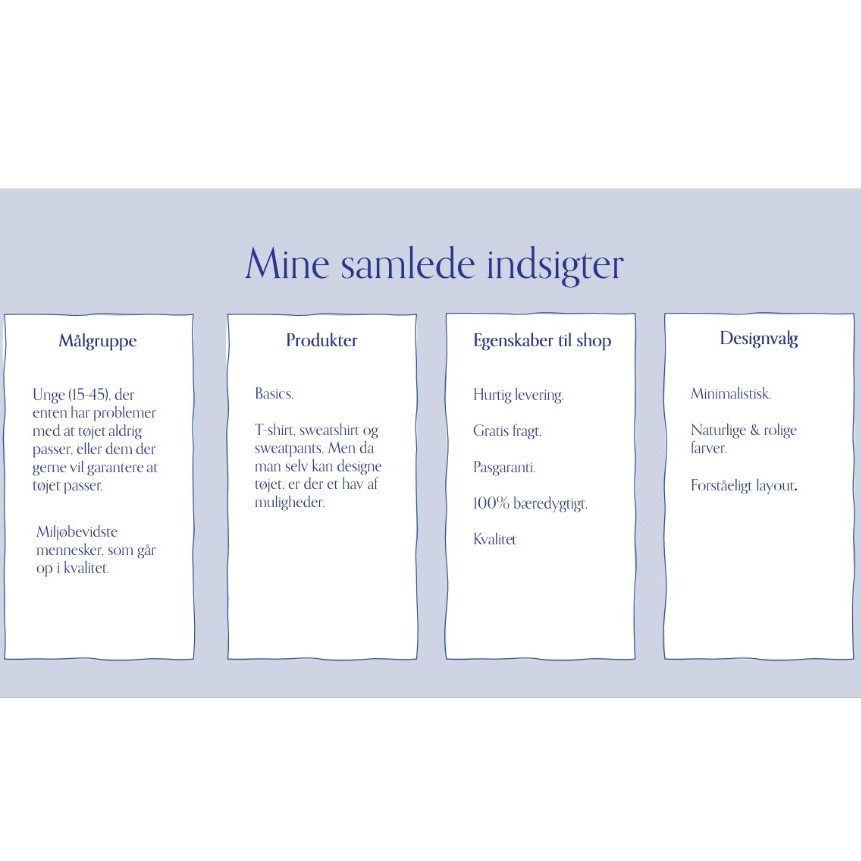 Mine samlede indsigter
Målgruppe
Unge (15-45), der
enten har problemer
med at tøjet aldrig
passer, eller dem der
gerne vil garantere at
tøjet passer.
Miljøbevidste
mennesker, som går
op i kvalitet.
Produkter
Basics.
T-shirt, sweatshirt og
sweatpants. Men da
man selv kan designe
tøjet, er der et hav af
muligheder.
Egenskaber til shop
Hurtig levering.
Gratis fragt.
Pasgaranti.
100% bæredygtigt.
Kvalitet
Designvalg
Minimalistisk.
Naturlige & rolige
farver.
Forståeligt layout.